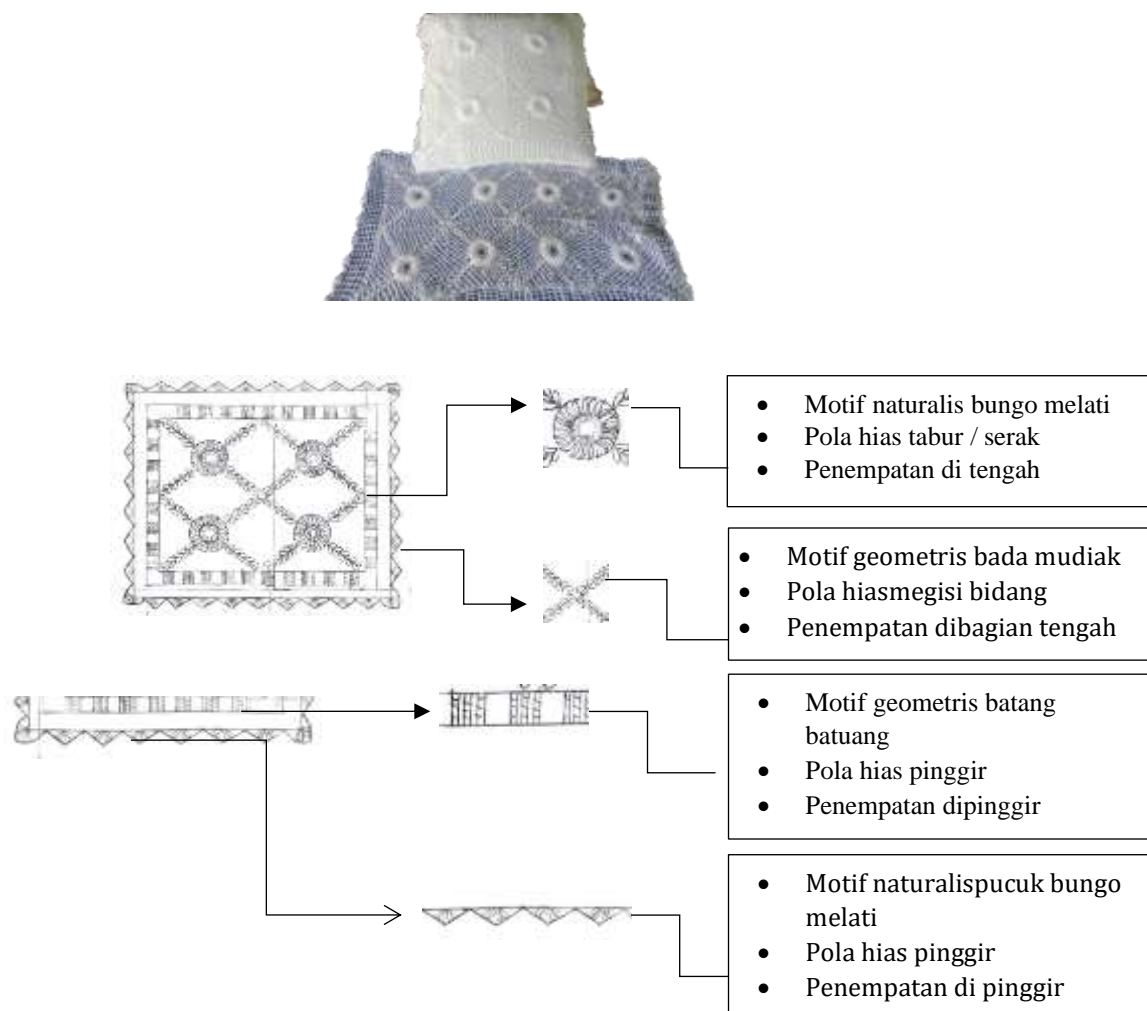 • Motif naturalis bungo melati
• Pola hias tabur / serak
• Penempatan di tengah
• Motif geometris bada mudiak
• Pola hiasmegisi bidang
• Penempatan dibagian tengah
• Motif geometris batang
batuang
• Pola hias pinggir
• Penempatan dipinggir
• Motif naturalispucuk bungo
melati
• Pola hias pinggir
• Penempatan di pinggir